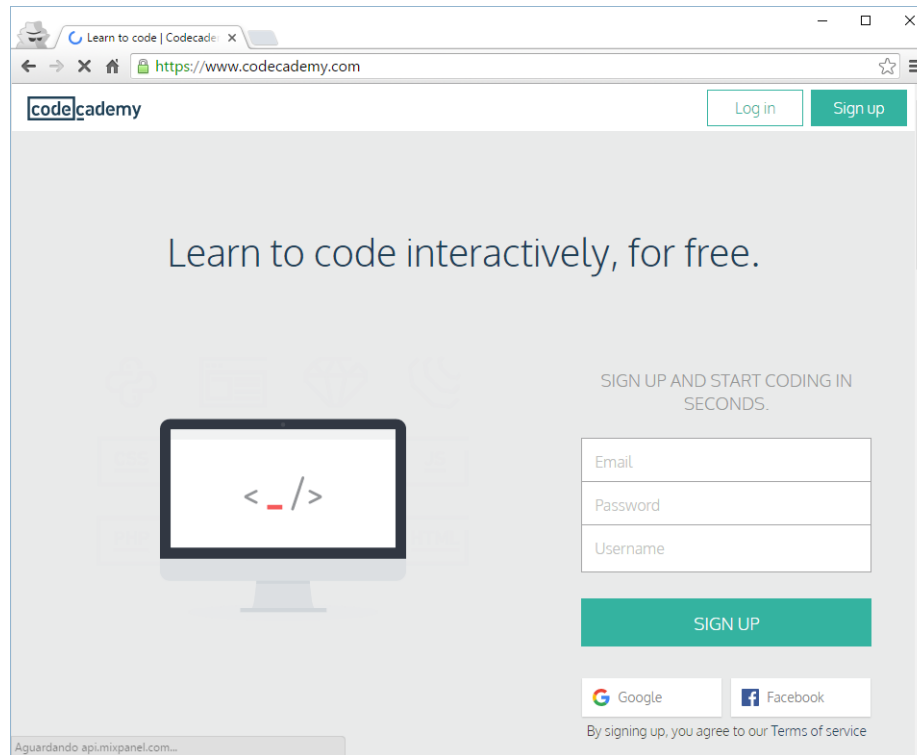 Learn to code | Codecade
https://www.codecademy.com
codecademy
Log in
Sign up
Learn to code interactively, for free.
SIGN UP AND START CODING IN
SECONDS.
< _ />
Email
Password
Username
SIGN UP
Google
Facebook
By signing up, you agree to our Terms of service
Aguardando api.mixpanel.com...